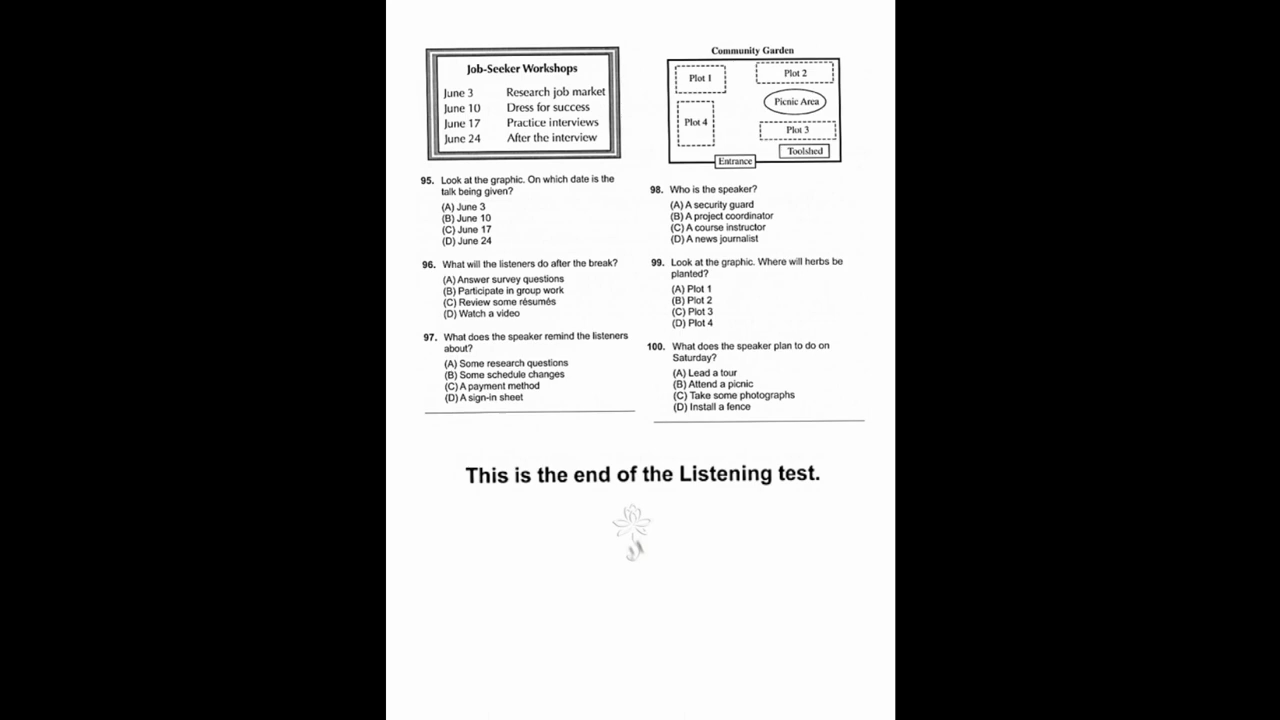 Job-Seeker Workshops
June 3 Research job market
June 10 Dress for success
June 17 Practice interviews
June 24 After the interview
95. Look at the graphic. On which date is the
talk being given?
(A) June 3
(B) June 10
(C) June 17
(D) June 24
96. What will the listeners do after the break?
(A) Answer survey questions
(B) Participate in group work
(C) Review some résumés
(D) Watch a video
97. What does the speaker remind the listeners
about?
(A) Some research questions
(B) Some schedule changes
(C) A payment method
(D) A sign-in sheet
Community Garden
Plot 1
Plot 2
Picnic Area
Plot 4
Plot 3
Toolshed
Entrance
98. Who is the speaker?
(A) A security guard
(B) A project coordinator
(C) A course instructor
(D) A news journalist
99. Look at the graphic. Where will herbs be
planted?
(A) Plot 1
(B) Plot 2
(C) Plot 3
(D) Plot 4
100. What does the speaker plan to do on
Saturday?
(A) Lead a tour
(B) Attend a picnic
(C) Take some photographs
(D) Install a fence
This is the end of the Listening test.